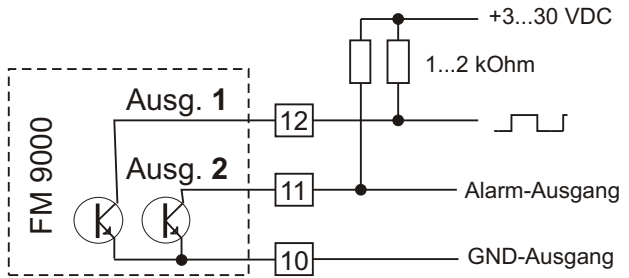 +3...30 VDC
1...2 kOhm
Ausg. 1
12
FM 9000
Ausg. 2
11
Alarm-Ausgang
10
GND-Ausgang